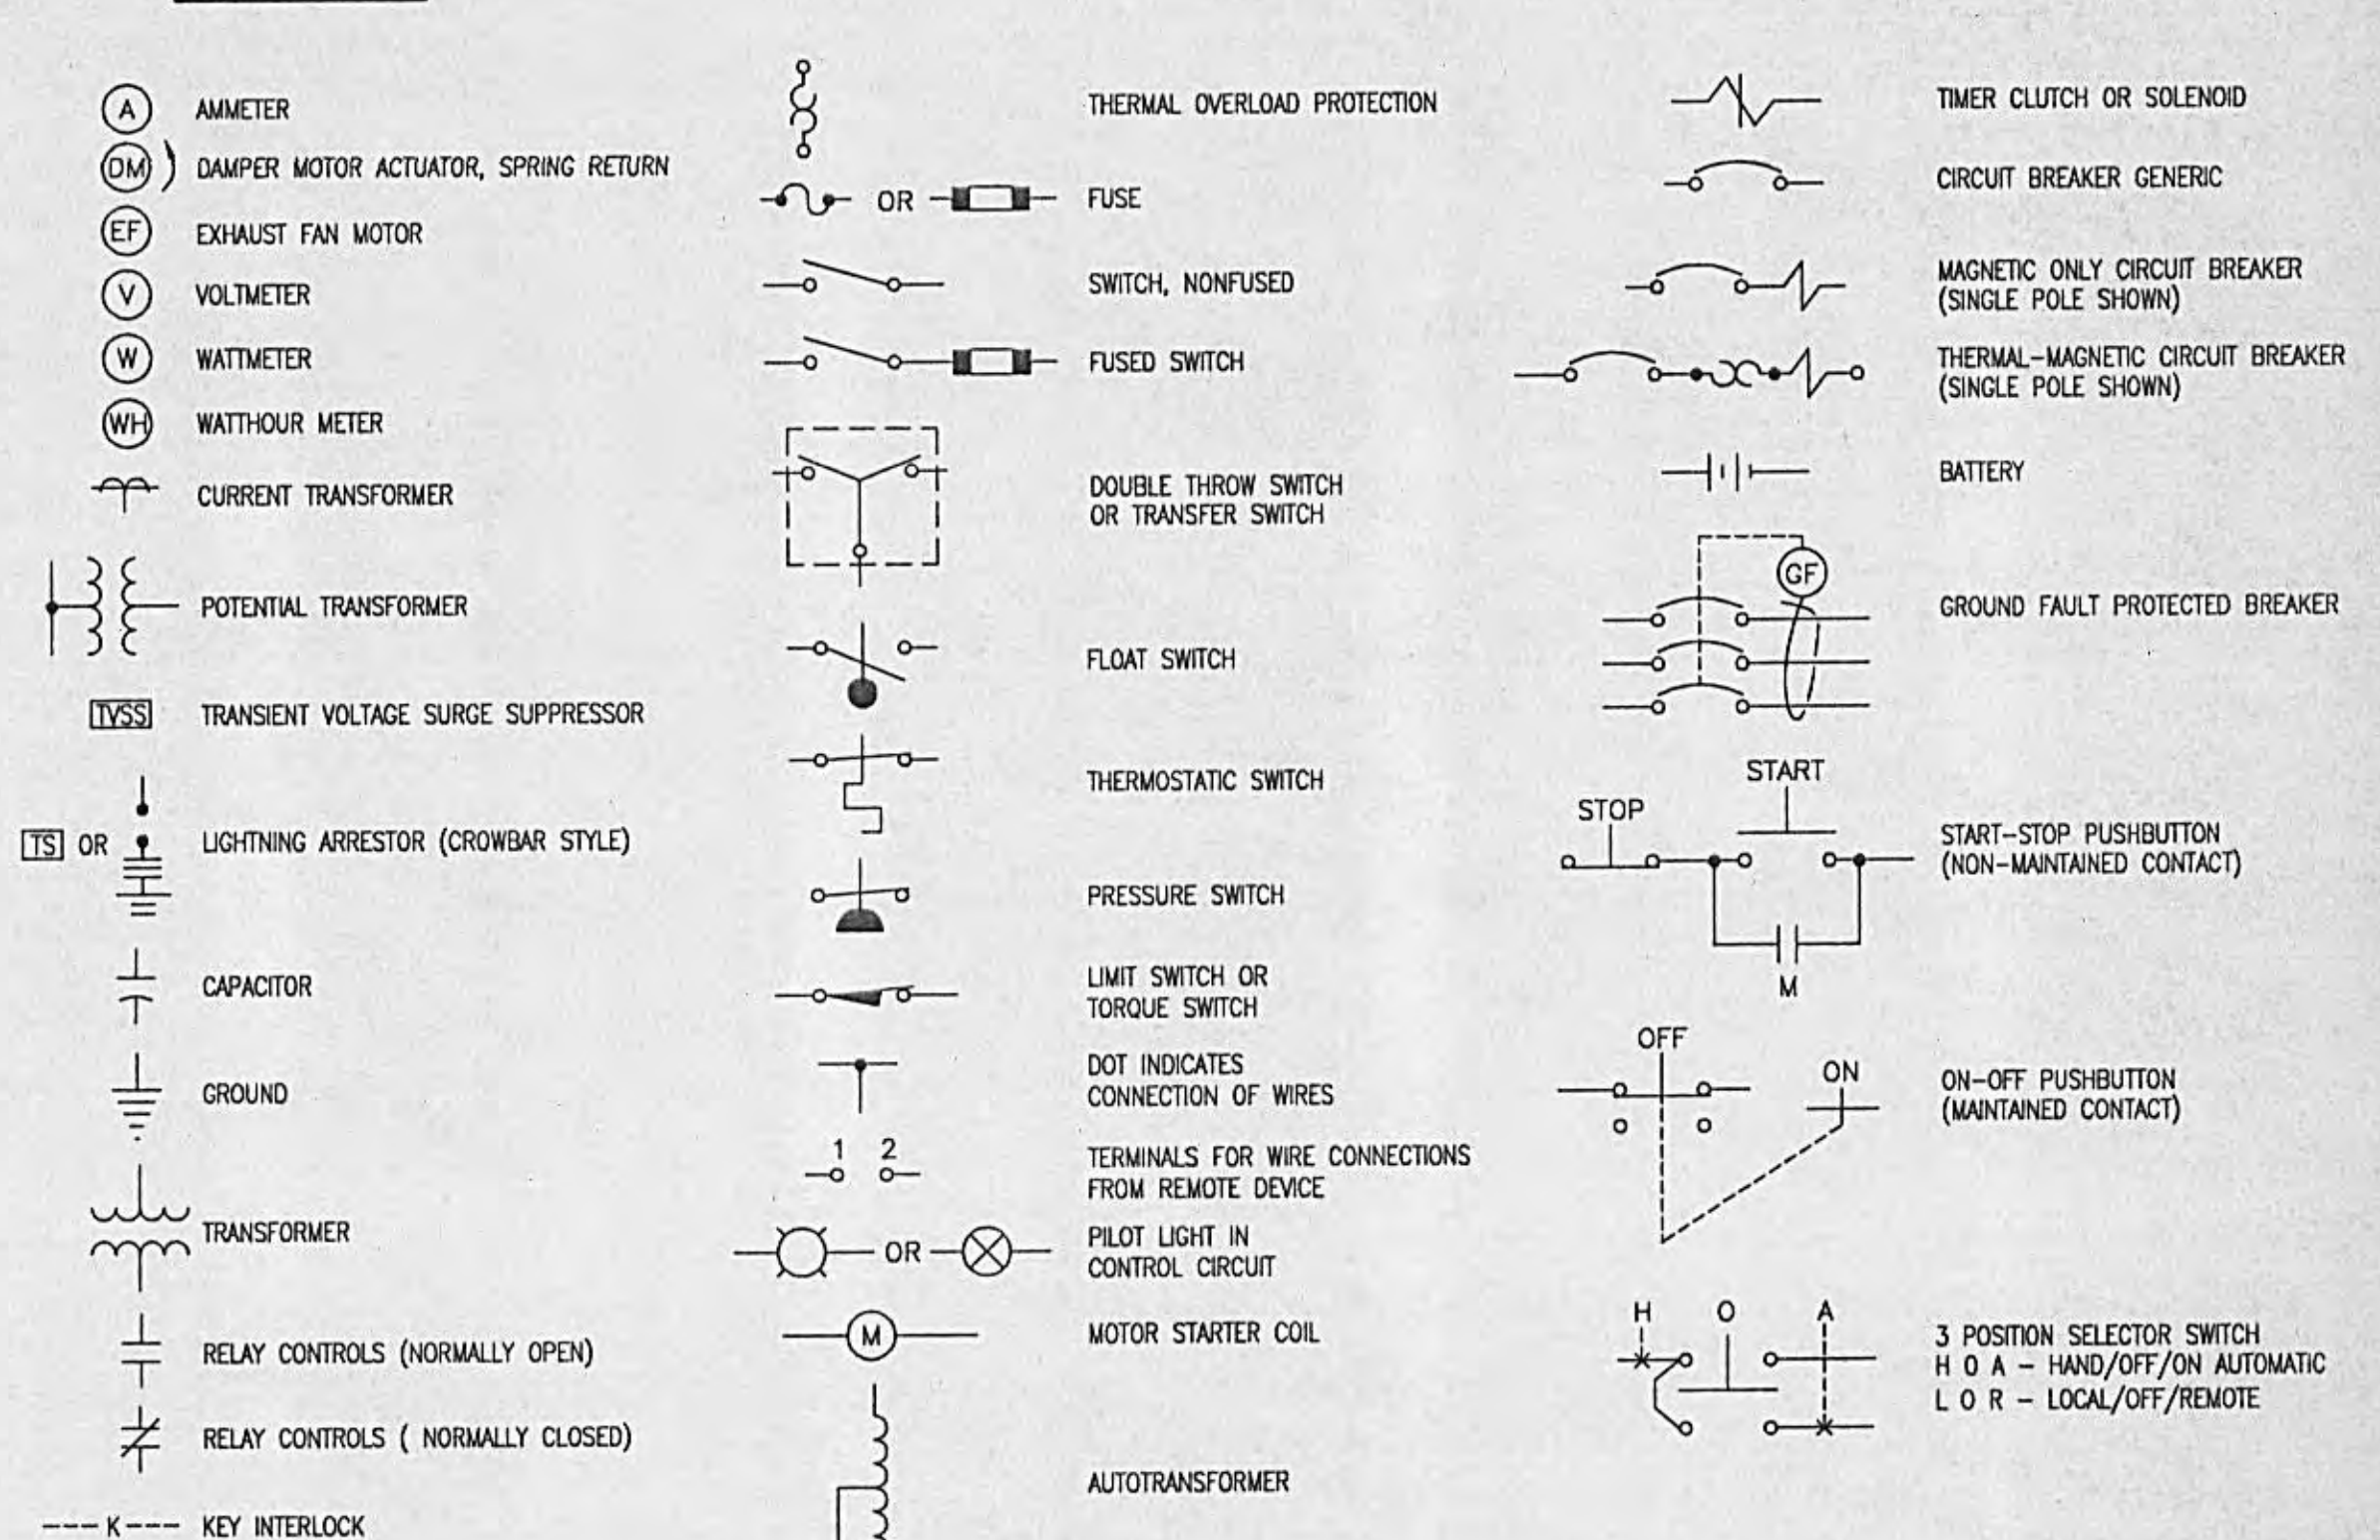 A AMMETER
DM DAMPER MOTOR ACTUATOR, SPRING RETURN
EF EXHAUST FAN MOTOR
V VOLTMETER
W WATTMETER
WH WATTHOUR METER
CURRENT TRANSFORMER
POTENTIAL TRANSFORMER
TVSS TRANSIENT VOLTAGE SURGE SUPPRESSOR
TS OR LIGHTNING ARRESTOR (CROWBAR STYLE)
CAPACITOR
GROUND
TRANSFORMER
RELAY CONTROLS (NORMALLY OPEN)
RELAY CONTROLS ( NORMALLY CLOSED)
K KEY INTERLOCK
THERMAL OVERLOAD PROTECTION
OR FUSE
SWITCH, NONFUSED
FUSED SWITCH
DOUBLE THROW SWITCH
OR TRANSFER SWITCH
FLOAT SWITCH
THERMOSTATIC SWITCH
PRESSURE SWITCH
LIMIT SWITCH OR
TORQUE SWITCH
DOT INDICATES
CONNECTION OF WIRES
1 2
TERMINALS FOR WIRE CONNECTIONS
FROM REMOTE DEVICE
OR
PILOT LIGHT IN
CONTROL CIRCUIT
M MOTOR STARTER COIL
AUTOTRANSFORMER
TIMER CLUTCH OR SOLENOID
CIRCUIT BREAKER GENERIC
MAGNETIC ONLY CIRCUIT BREAKER
(SINGLE POLE SHOWN)
THERMAL-MAGNETIC CIRCUIT BREAKER
(SINGLE POLE SHOWN)
BATTERY
GF
GROUND FAULT PROTECTED BREAKER
START
STOP
START-STOP PUSHBUTTON
(NON-MAINTAINED CONTACT)
M
OFF
ON
ON-OFF PUSHBUTTON
(MAINTAINED CONTACT)
H O A
3 POSITION SELECTOR SWITCH
H O A - HAND/OFF/ON AUTOMATIC
L O R - LOCAL/OFF/REMOTE